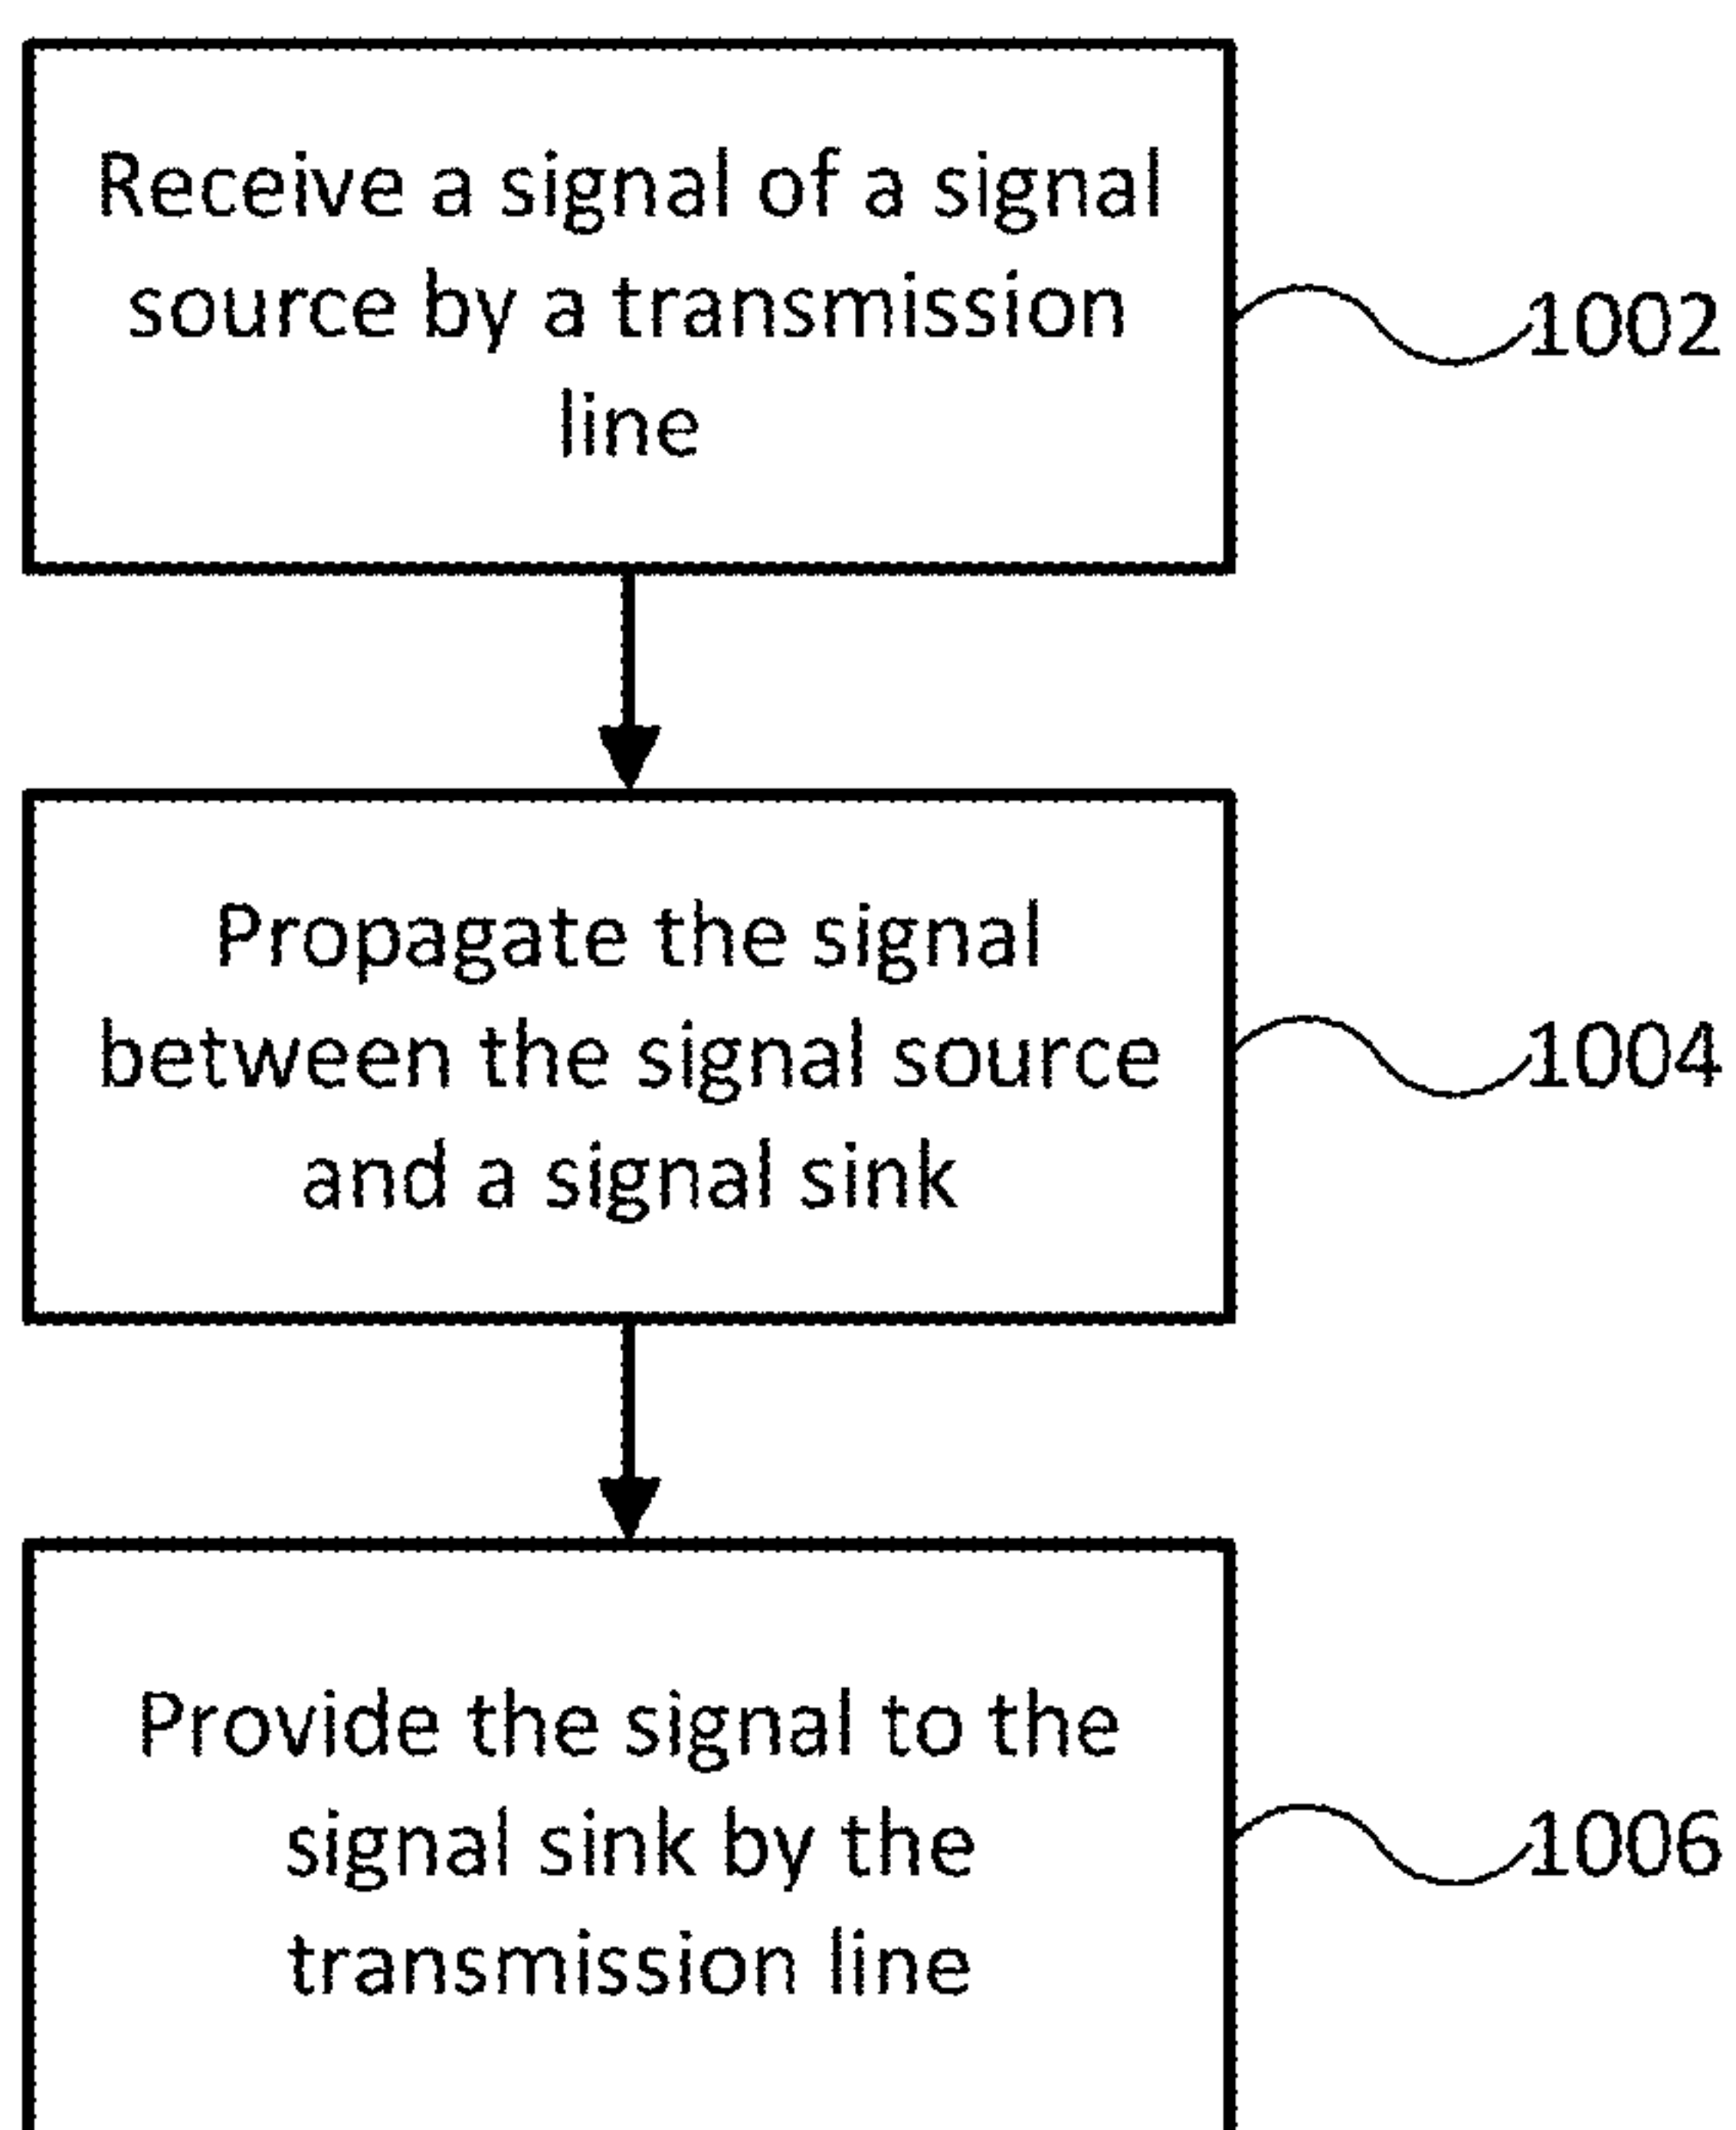 Receive a signal of a signal
source by a transmission
line
1002
Propagate the signal
between the signal source
and a signal sink
1004
Provide the signal to the
signal sink by the
transmission line
1006